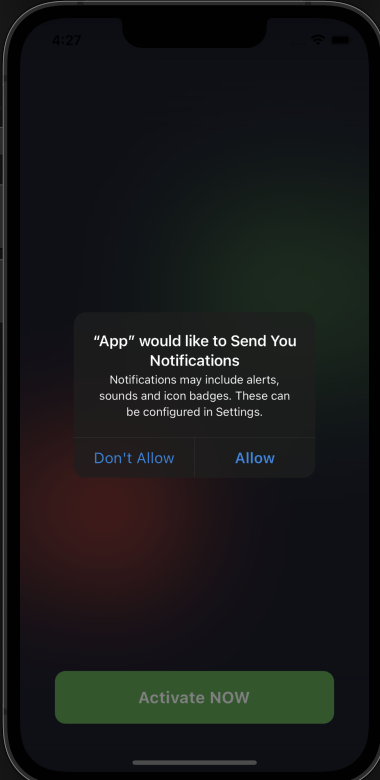 4:27
“App” would like to Send You
Notifications
Notifications may include alerts,
sounds and icon badges. These can
be configured in Settings.
Don't Allow
Allow
Activate NOW